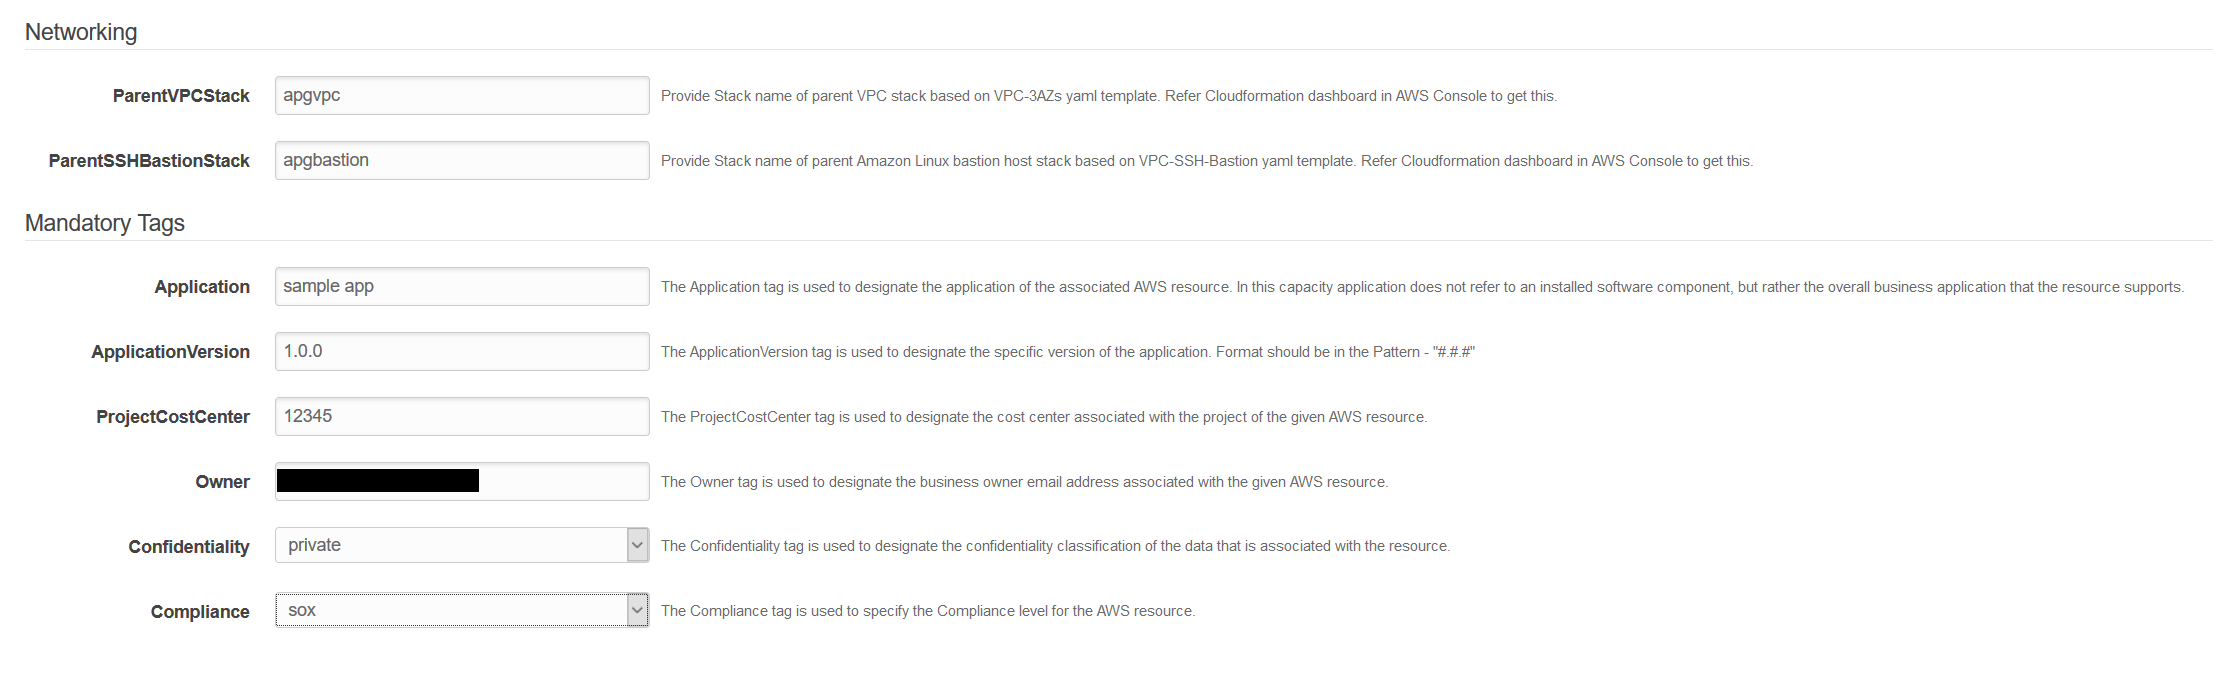 Networking
ParentVPCStack apgvpc Provide Stack name of parent VPC stack based on VPC-3AZs yaml template. Refer Cloudformation dashboard in AWS Console to get this.
ParentSSHBastionStack apgbastion Provide Stack name of parent Amazon Linux bastion host stack based on VPC-SSH-Bastion yaml template. Refer Cloudformation dashboard in AWS Console to get this.
Mandatory Tags
Application sample app The Application tag is used to designate the application of the associated AWS resource. In this capacity application does not refer to an installed software component, but rather the overall business application that the resource supports.
ApplicationVersion 1.0.0 The ApplicationVersion tag is used to designate the specific version of the application. Format should be in the Pattern - "#.#.#"
ProjectCostCenter 12345 The ProjectCostCenter tag is used to designate the cost center associated with the project of the given AWS resource.
Owner The Owner tag is used to designate the business owner email address associated with the given AWS resource.
Confidentiality private The Confidentiality tag is used to designate the confidentiality classification of the data that is associated with the resource.
Compliance sox The Compliance tag is used to specify the Compliance level for the AWS resource.